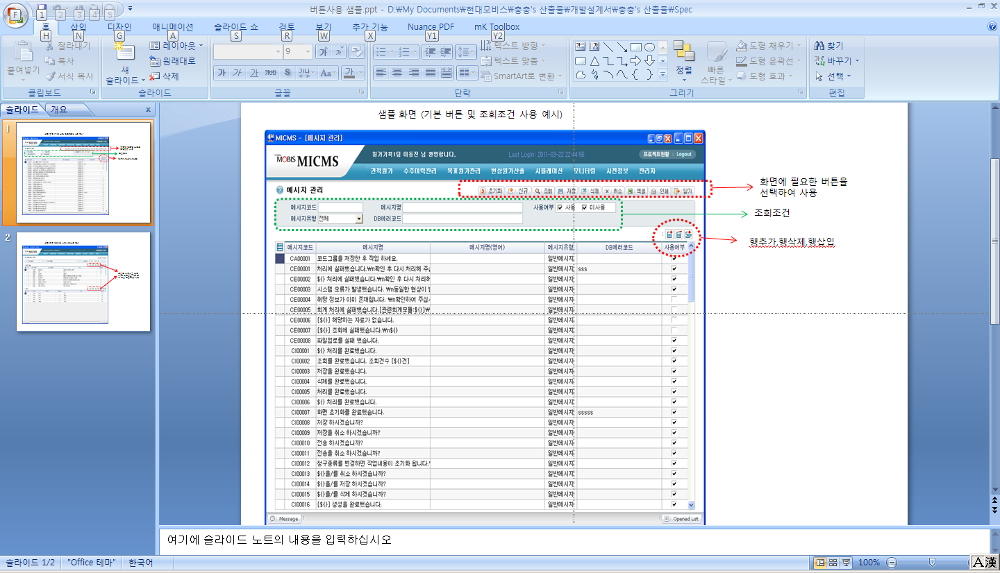 버튼사용 샘플.ppt - D:₩My Documents₩현대모비스₩충충's 산출물₩개발설계서₩충충's 산출물₩Spec
F 1 2 3 4 5
홈 삽입 디자인 애니메이션 슬라이드 쇼 검토 보기 추가 기능 Nuance PDF mK Toolbox
H N G A S R W X Y1 Y2
붙여넣기 잘라내기 복사 서식 복사
클립보드
새 슬라이드 레이아웃 원래대로 삭제
슬라이드
9
가 가 가 가 가 가 간나 S Aa 가
글꼴
텍스트 방향
텍스트 맞춤
SmartArt로 변환
단락
정렬 빠른 스타일 도형 채우기 도형 윤곽선 도형 효과
그리기
찾기
바꾸기
선택
편집
슬라이드 개요 x
1
2
샘플 화면 (기본 버튼 및 조회조건 사용 예시)
MICMS - [메시지 관리]
MOBIS MICMS
일가기정1팀 이동진 님 환영합니다. Last Login: 2011-03-22 22:44:56 프로젝트현황 Logout
견적원가 수주이력관리 목표원가관리 현상원가산출 시뮬레이션 모니터링 사전정보 관리자
메시지 관리
초기화 신규 조회 저장 삭제 취소 엑셀 인쇄 닫기
메시지코드 메시지명 사용여부 사용 미사용
메시지유형 전체 DB에러코드
화면에 필요한 버튼을
선택하여 사용
조회조건
행추가 행삭제 행삽입
메시지코드 메시지명 메시지명(영어) 메시지유형 DB에러코드 사용여부
CA00001 코드그룹을 저장한 후 작업 하세요. 일반메시지
CE00001 처리에 실패했습니다.₩n확인 후 다시 처리해 주십 일반메시지 sss
CE00002 ${} 처리에 실패했습니다.₩n확인 후 다시 처리해 일반메시지
CE00003 시스템 오류가 발생했습니다. ₩n동일한 현상이 일반메시지
CE00004 해당 정보가 이미 존재합니다. ₩n확인하여 주십시 일반메시지
CE00005 회계 처리에 실패했습니다.[관련회계모듈:${}]₩ 일반메시지
CE00006 [${}] 해당하는 자료가 없습니다. 일반메시지
CE00007 [${}] 조회에 실패했습니다.₩n${} 일반메시지
CE00008 파일업로를 실패 했습니다. 일반메시지
CI00001 ${} 처리를 완료했습니다. 일반메시지
CI00002 조회를 완료했습니다. 조회건수 [${}건] 일반메시지
CI00003 저장을 완료했습니다. 일반메시지
CI00004 삭제를 완료했습니다. 일반메시지
CI00005 처리를 완료했습니다. 일반메시지
CI00006 ${} 처리를 완료했습니다. 일반메시지
CI00007 화면 초기화를 완료했습니다. 일반메시지 sssss
CI00008 저장 하시겠습니까? 일반메시지
CI00009 저장을 취소 하시겠습니까? 일반메시지
CI00010 전송 하시겠습니까? 일반메시지
CI00011 전송을 취소 하시겠습니까? 일반메시지
CI00012 청구종류를 변경하면 작업내용이 초기화 됩니다. 일반메시지
CI00013 ${}을/를 취소 하시겠습니까? 일반메시지
CI00014 ${}을/를 저장 하시겠습니까? 일반메시지
CI00015 ${}을/를 삭제 하시겠습니까? 일반메시지
CI00016 [${}] 생성을 완료했습니다. 일반메시지
Message Opened List
여기에 슬라이드 노트의 내용을 입력하십시오
슬라이드 1/2 "Office 테마" 한국어 100% A漢